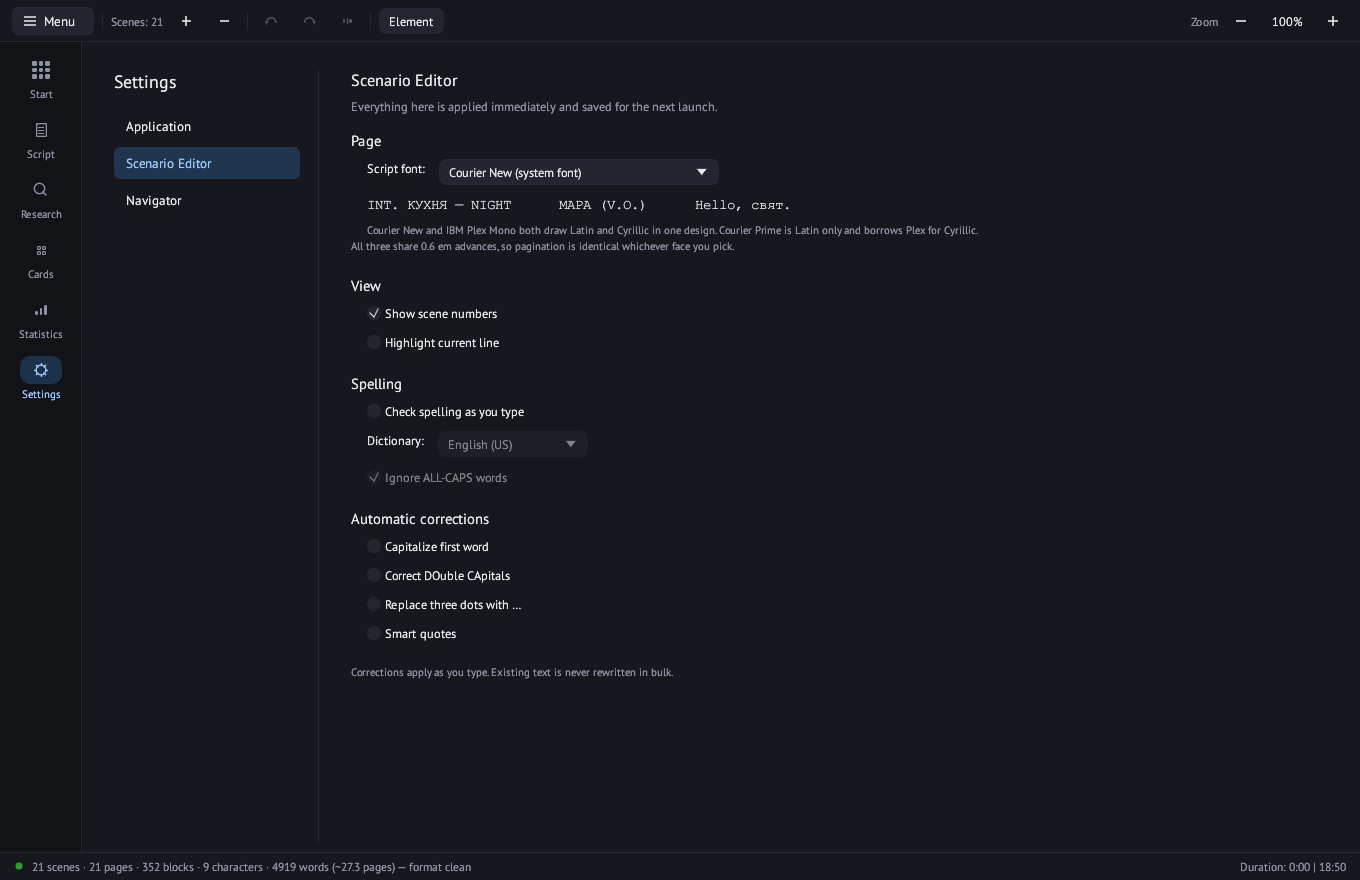 Menu
Scenes: 21
Element
Zoom
100%
Start
Script
Research
Cards
Statistics
Settings
Settings
Application
Scenario Editor
Navigator
Scenario Editor
Everything here is applied immediately and saved for the next launch.
Page
Script font: Courier New (system font)
INT. КУХНЯ — NIGHT МАРА (V.O.) Hello, свят.
Courier New and IBM Plex Mono both draw Latin and Cyrillic in one design. Courier Prime is Latin only and borrows Plex for Cyrillic.
All three share 0.6 em advances, so pagination is identical whichever face you pick.
View
Show scene numbers
Highlight current line
Spelling
Check spelling as you type
Dictionary: English (US)
Ignore ALL-CAPS words
Automatic corrections
Capitalize first word
Correct DOuble CApitals
Replace three dots with ...
Smart quotes
Corrections apply as you type. Existing text is never rewritten in bulk.
21 scenes · 21 pages · 352 blocks · 9 characters · 4919 words (~27.3 pages) — format clean
Duration: 0:00 | 18:50